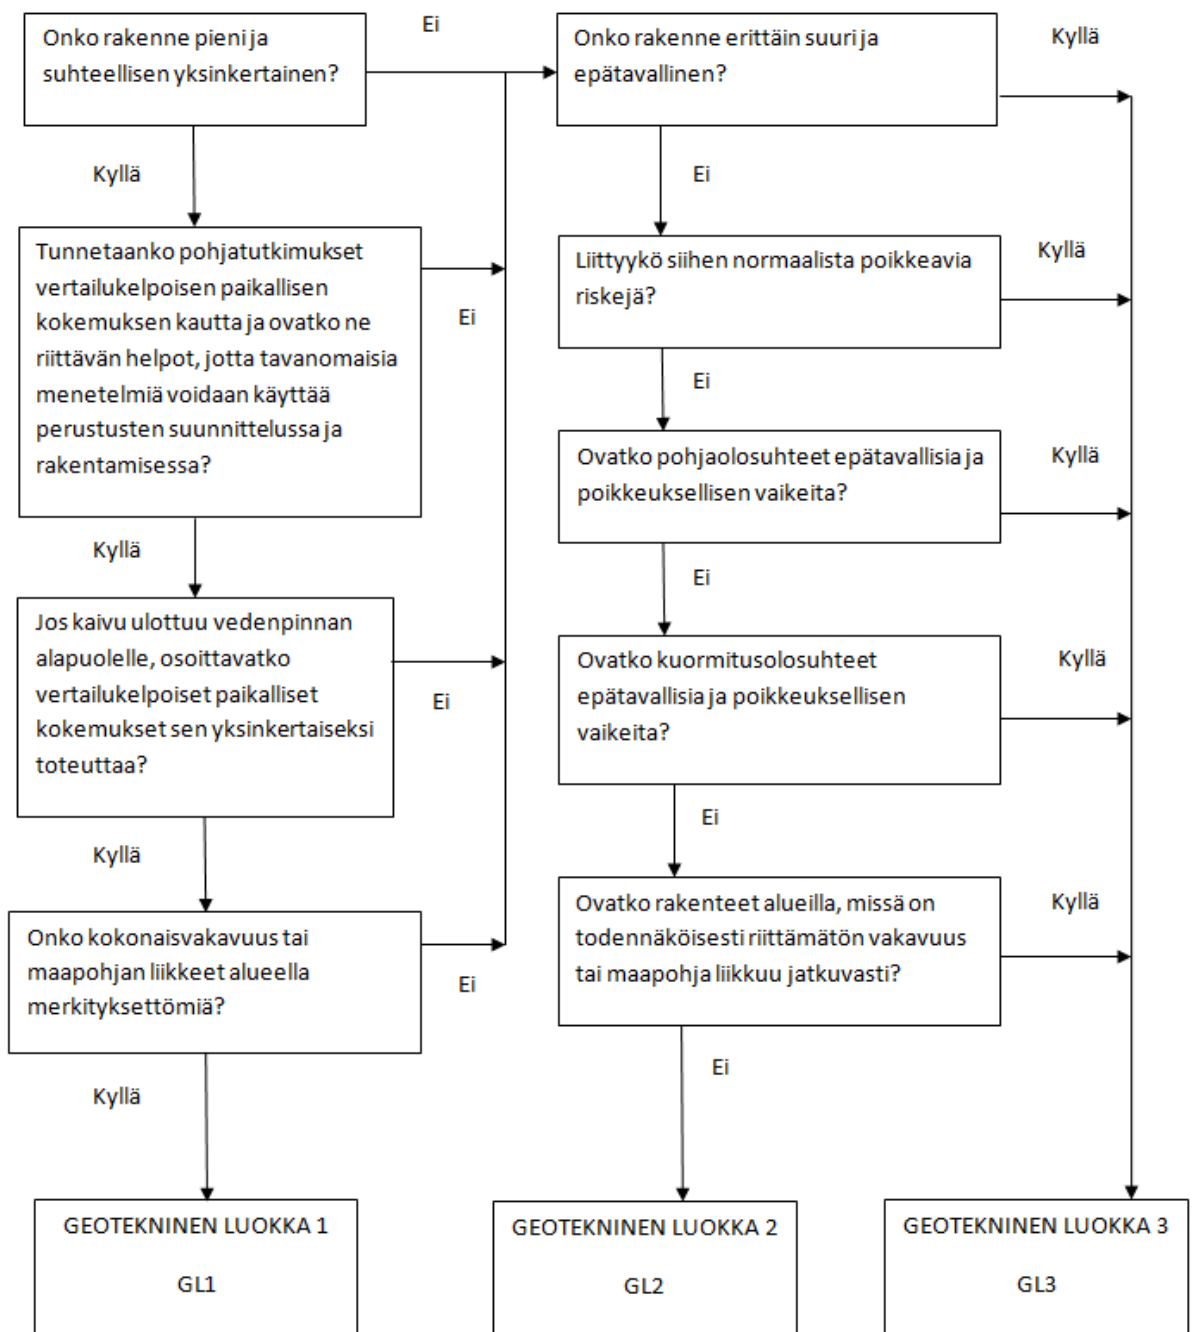 Onko rakenne pieni ja
suhteellisen yksinkertainen?
Ei
Onko rakenne erittäin suuri ja
epätavallinen?
Kyllä
Kyllä
Ei
Tunnetaanko pohjatutkimukset
vertailukelpoisen paikallisen
kokemuksen kautta ja ovatko ne
riittävän helpot, jotta tavanomaisia
menetelmiä voidaan käyttää
perustusten suunnittelussa ja
rakentamisessa?
Ei
Liittyykö siihen normaalista poikkeavia
riskejä?
Kyllä
Ei
Ovatko pohjaolosuhteet epätavallisia ja
poikkeuksellisen vaikeita?
Kyllä
Kyllä
Ei
Jos kaivu ulottuu vedenpinnan
alapuolelle, osoittavatko
vertailukelpoiset paikalliset
kokemukset sen yksinkertaiseksi
toteuttaa?
Ei
Ovatko kuormitusolosuhteet
epätavallisia ja poikkeuksellisen
vaikeita?
Kyllä
Kyllä
Ei
Onko kokonaisvakavuus tai
maapohjan liikkeet alueella
merkityksettömiä?
Ei
Ovatko rakenteet alueilla, missä on
todennäköisesti riittämätön vakavuus
tai maapohja liikkuu jatkuvasti?
Kyllä
Kyllä
Ei
GEOTEKNINEN LUOKKA 1
GL1
GEOTEKNINEN LUOKKA 2
GL2
GEOTEKNINEN LUOKKA 3
GL3